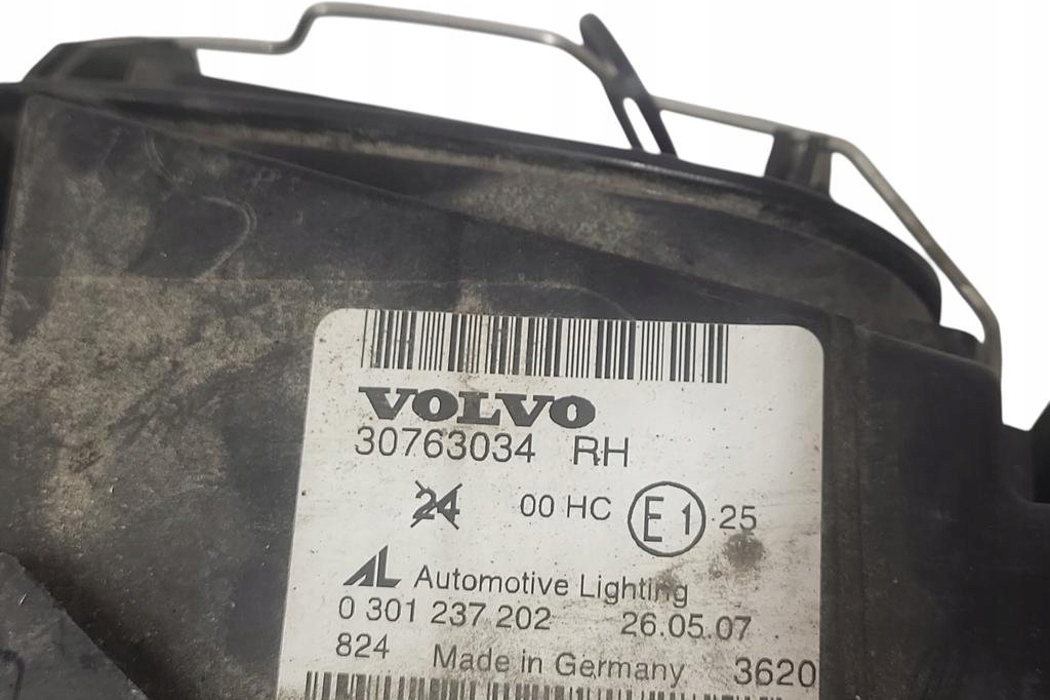 VOLVO
30763034 RH
24 00 HC E1 25
AL Automotive Lighting
0 301 237 202 26.05.07
824 Made in Germany 3620